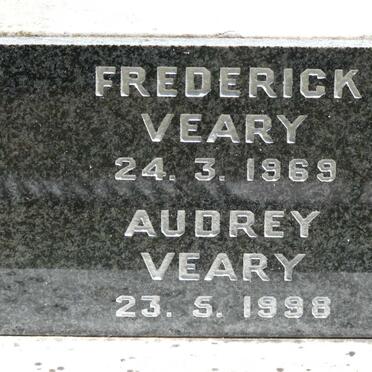 FREDERICK
VEARY
24. 3. 1969
AUDREY
VEARY
23. 5. 1998